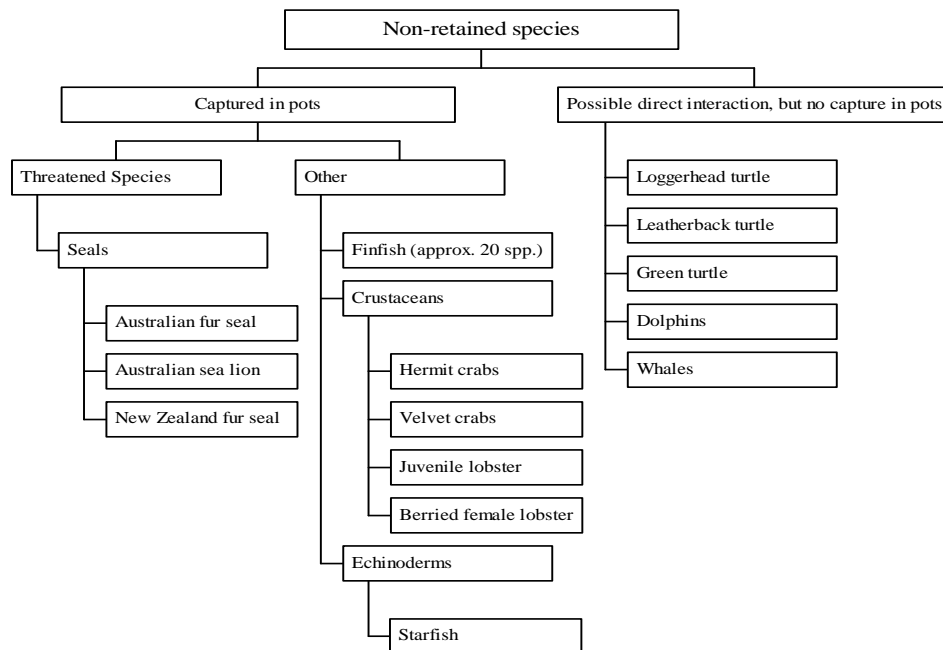 Non-retained species
Captured in pots
Possible direct interaction, but no capture in pots
Threatened Species
Other
Loggerhead turtle
Leatherback turtle
Seals
Finfish (approx. 20 spp.)
Green turtle
Crustaceans
Australian fur seal
Dolphins
Australian sea lion
Hermit crabs
Whales
New Zealand fur seal
Velvet crabs
Juvenile lobster
Berried female lobster
Echinoderms
Starfish